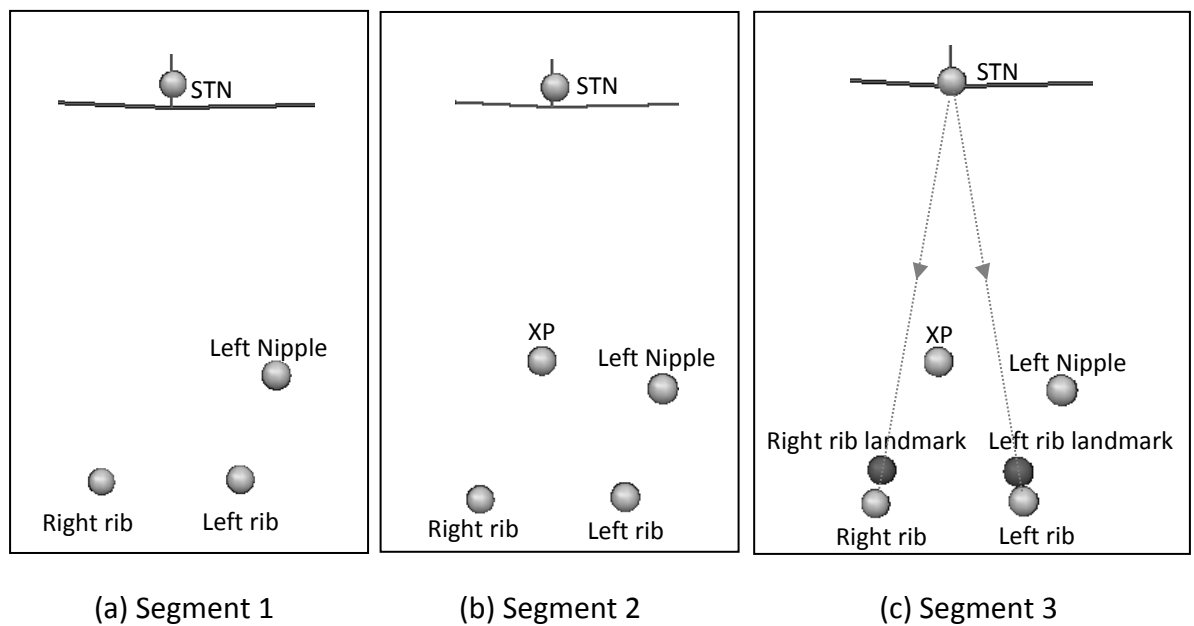 STN
Left Nipple
Right rib
Left rib
(a) Segment 1
STN
XP
Left Nipple
Right rib
Left rib
(b) Segment 2
STN
XP
Left Nipple
Right rib landmark
Left rib landmark
Right rib
Left rib
(c) Segment 3